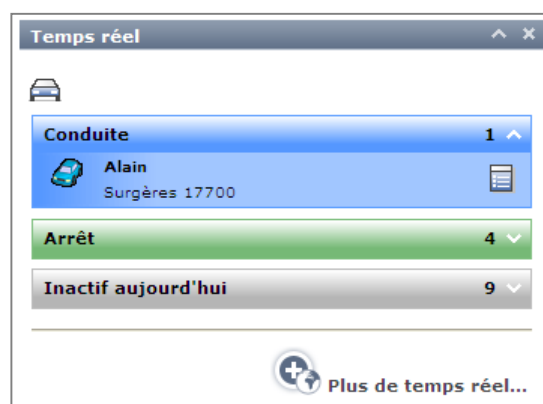 Temps réel
Conduite 1
Alain
Surgères 17700
Arrêt 4
Inactif aujourd'hui 9
Plus de temps réel...